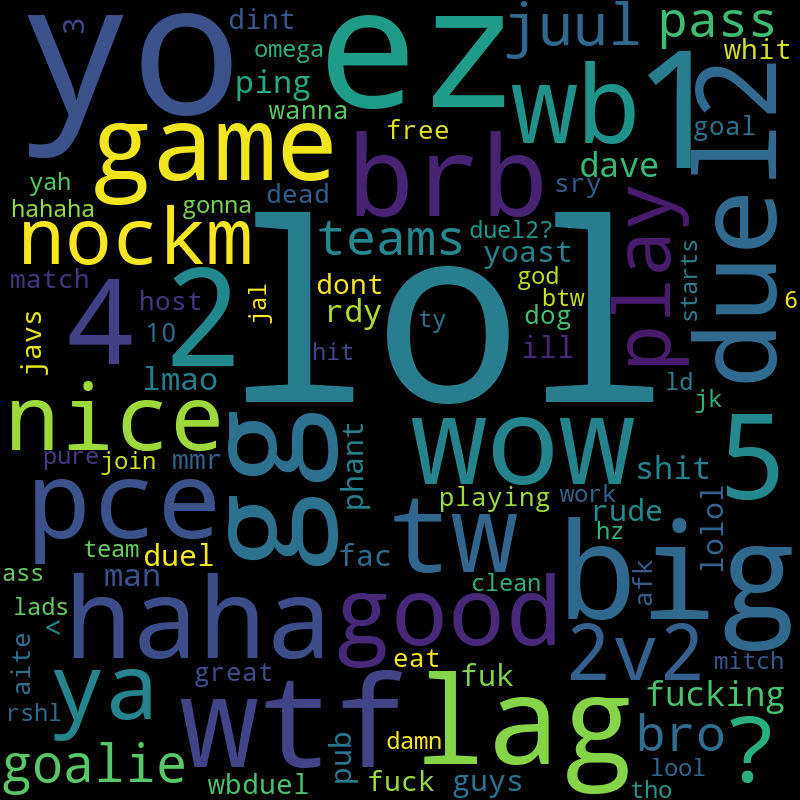 yo
3
dint
ez
omega
ping
juul
pass
whit
wanna
wb
1
goal
duel2
game
free
brb
sry
dave
yah
hahaha
gonna
dead
play
nockm
teams
duel2?
yoast
starts
match
4
host
2
lol
jal
dont
god
btw
6
rdy
ty
dog
javs
10
hit
ill
lmao
ld
jk
nice
gg
phant
wow
5
pure
join
mmr
shit
pce
playing
work
rude
hz
tw
lolol
team
duel
fac
big
ass
man
clean
afk
lads
<
haha
good
2v2
mitch
aite
great
eat
ya
wtf
fuk
lag
fucking
rshl
pub
damn
bro
?
goalie
wbduel
fuck
guys
lool
tho